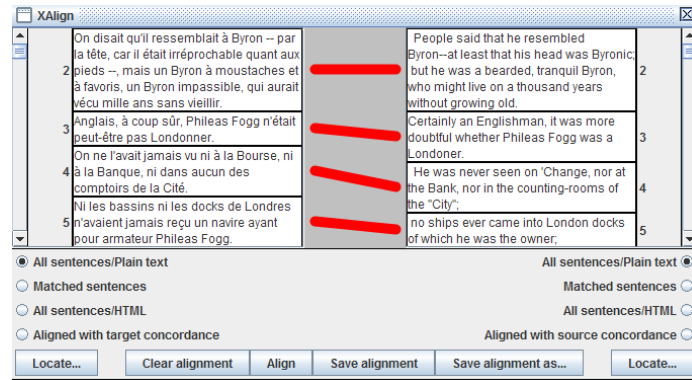 XAlign
2
On disait qu'il ressemblait à Byron -- par
la tête, car il était irréprochable quant aux
pieds --, mais un Byron à moustaches et
à favoris, un Byron impassible, qui aurait
vécu mille ans sans vieillir.
3
Anglais, à coup sûr, Phileas Fogg n'était
peut-être pas Londonner.
4
On ne l'avait jamais vu ni à la Bourse, ni
à la Banque, ni dans aucun des
comptoirs de la Cité.
5
Ni les bassins ni les docks de Londres
n'avaient jamais reçu un navire ayant
pour armateur Phileas Fogg.
People said that he resembled
Byron--at least that his head was Byronic;
but he was a bearded, tranquil Byron,
who might live on a thousand years
without growing old.
2
Certainly an Englishman, it was more
doubtful whether Phileas Fogg was a
Londoner.
3
He was never seen on 'Change, nor at
the Bank, nor in the counting-rooms of
the "City";
4
no ships ever came into London docks
of which he was the owner;
5
All sentences/Plain text
Matched sentences
All sentences/HTML
Aligned with target concordance
All sentences/Plain text
Matched sentences
All sentences/HTML
Aligned with source concordance
Locate...
Clear alignment
Align
Save alignment
Save alignment as...
Locate...